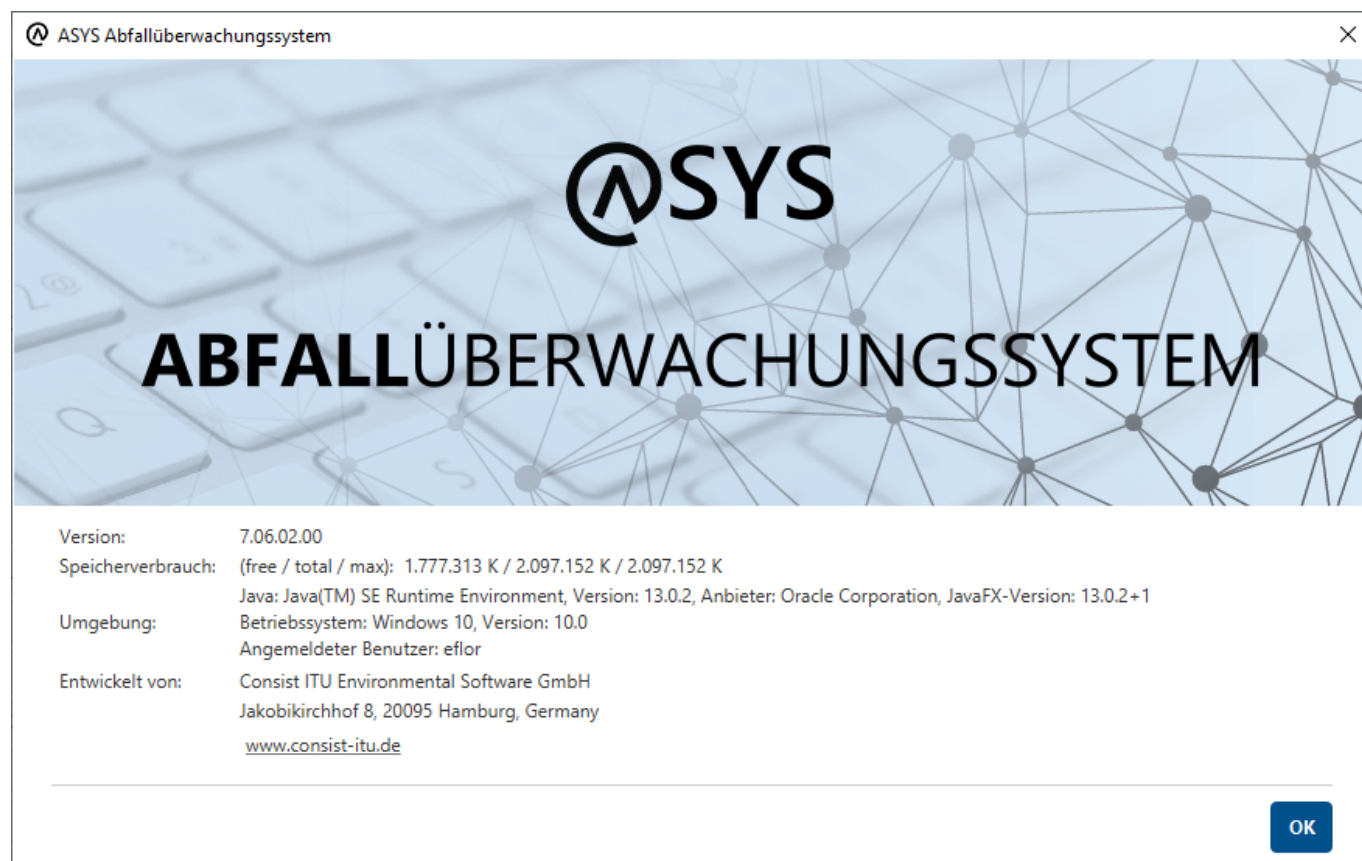 ASYS Abfallüberwachungssystem
@SYS
ABFALLÜBERWACHUNGSSYSTEM
2@
Q
S
Version: 7.06.02.00
Speicherverbrauch: (free / total / max): 1.777.313 K / 2.097.152 K / 2.097.152 K
Java: Java(TM) SE Runtime Environment, Version: 13.0.2, Anbieter: Oracle Corporation, JavaFX-Version: 13.0.2+1
Umgebung: Betriebssystem: Windows 10, Version: 10.0
Angemeldeter Benutzer: eflor
Entwickelt von: Consist ITU Environmental Software GmbH
Jakobikirchhof 8, 20095 Hamburg, Germany
www.consist-itu.de
OK